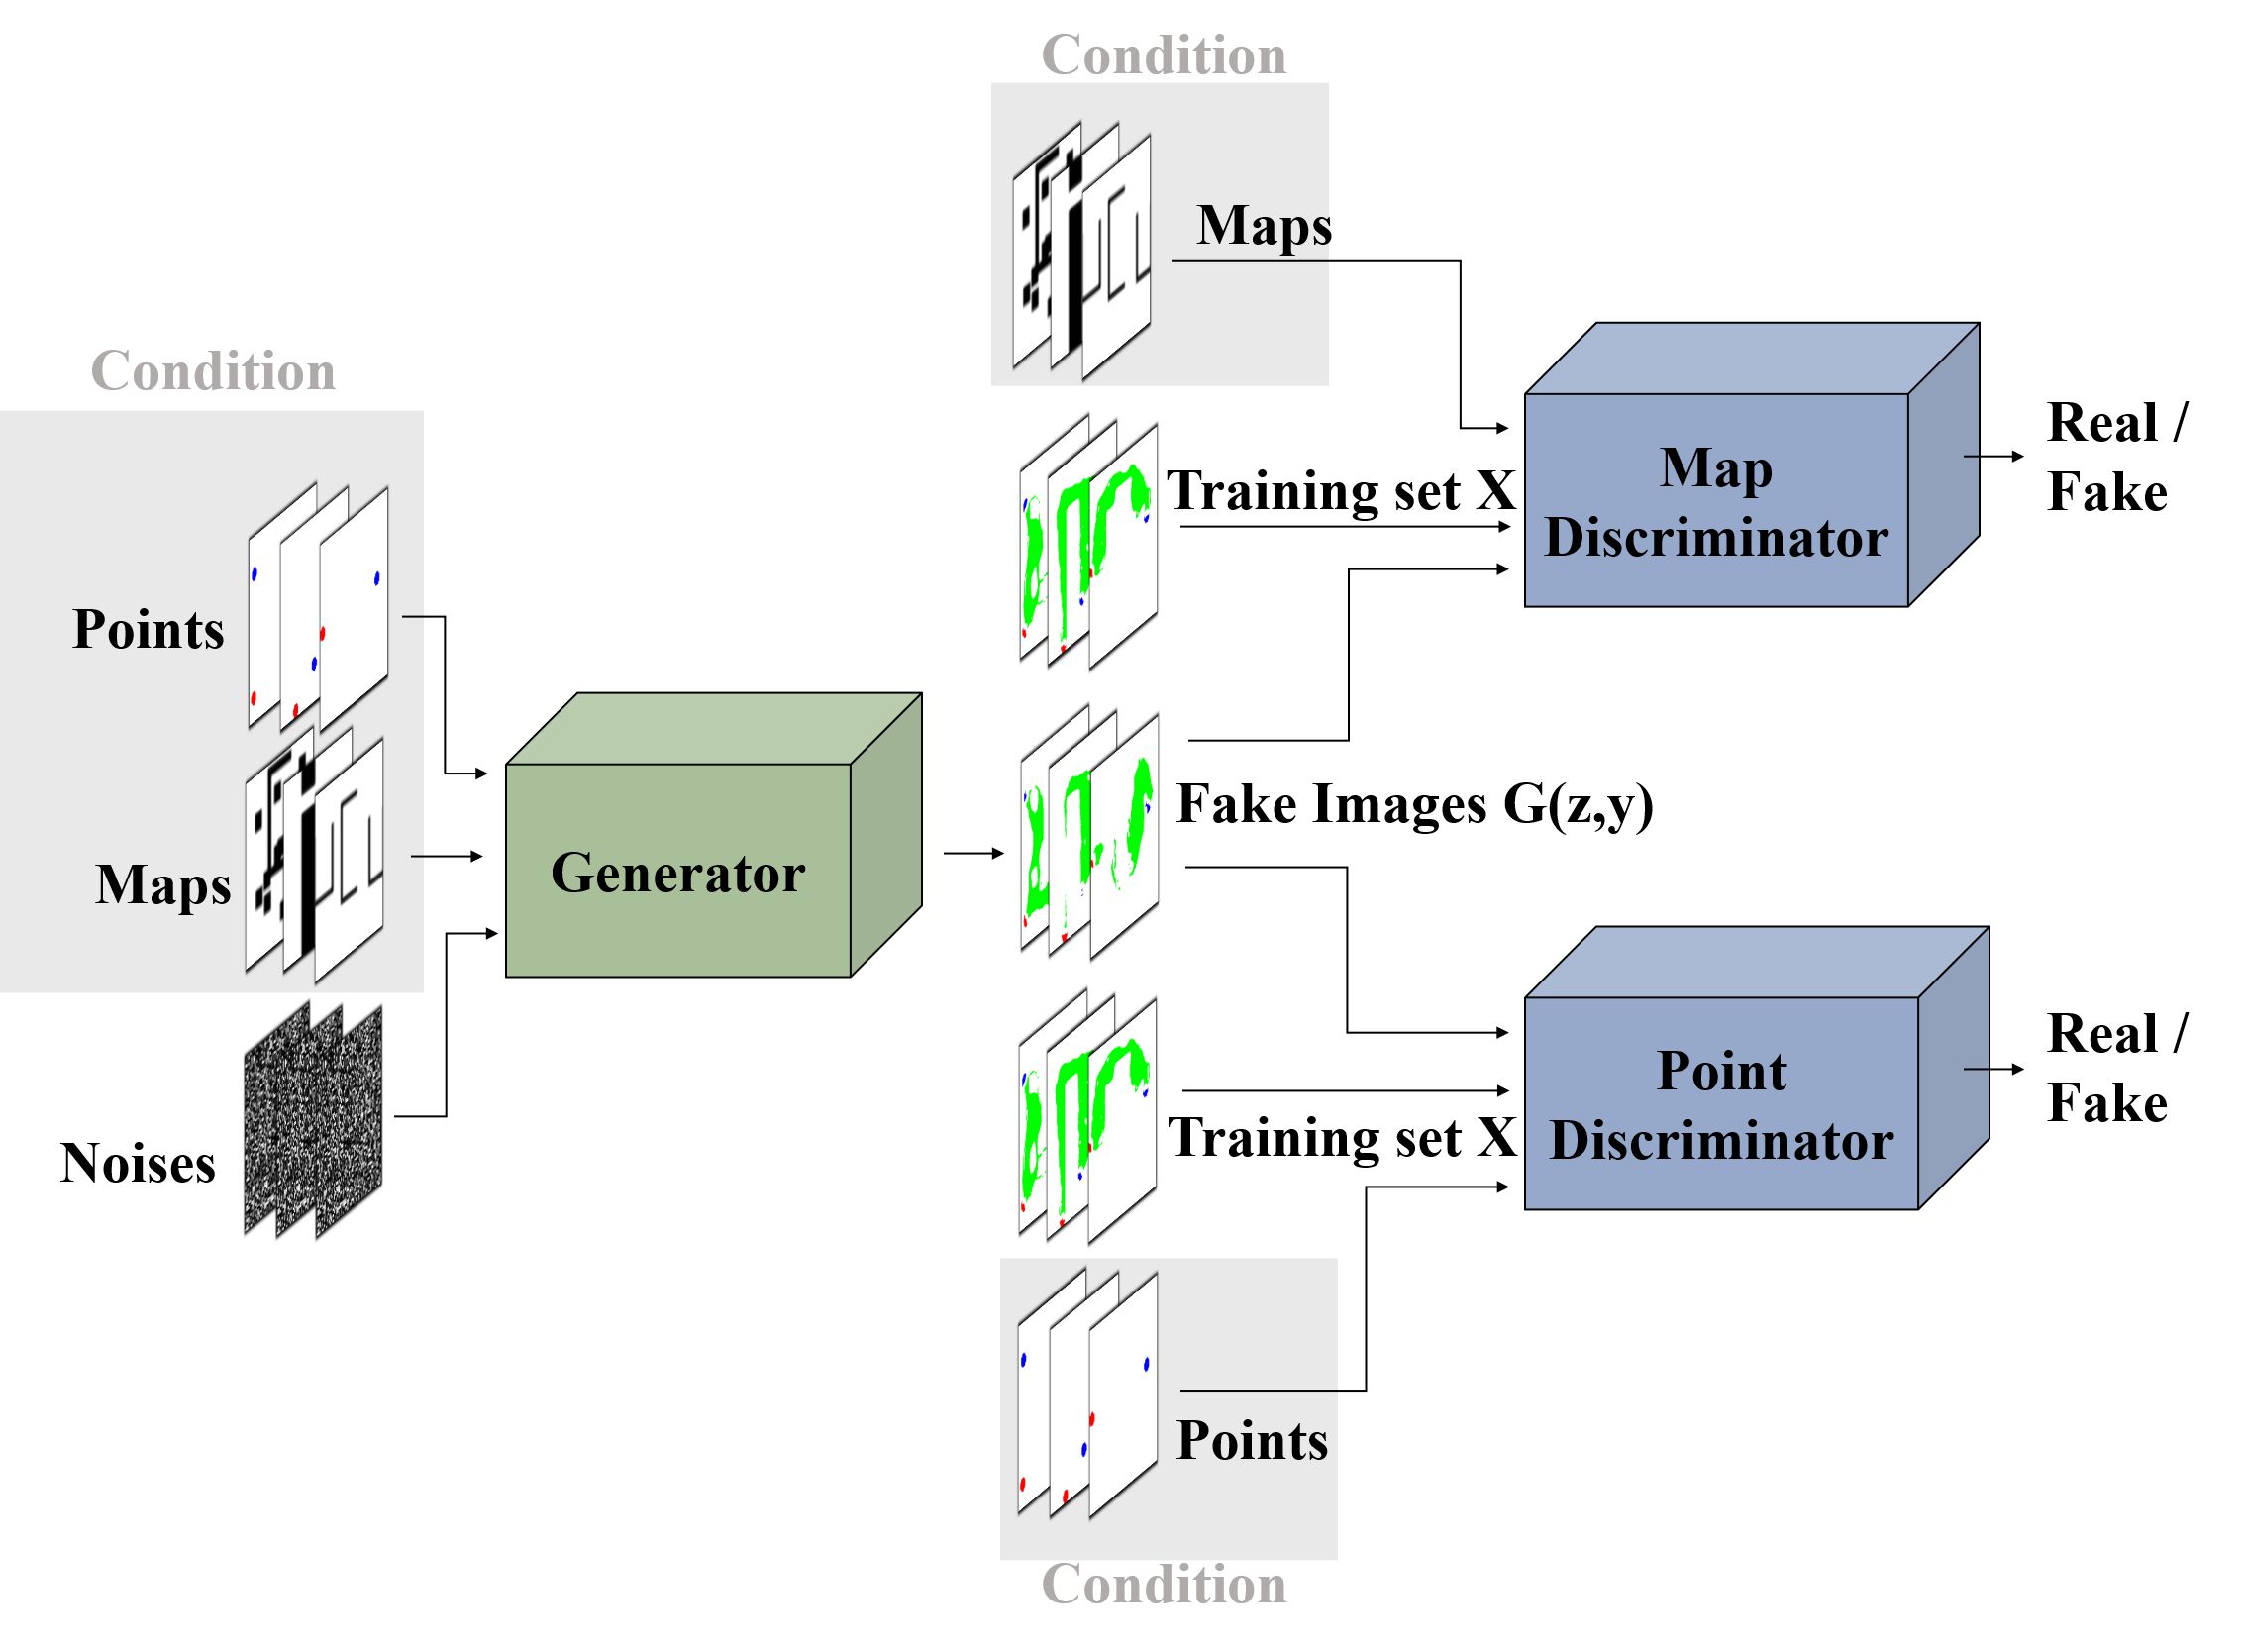 Condition
Maps
Condition
Real /
Fake
Map
Discriminator
Training set X
Points
Fake Images G(z,y)
Generator
Maps
Real /
Fake
Point
Discriminator
Training set X
Noises
Points
Condition